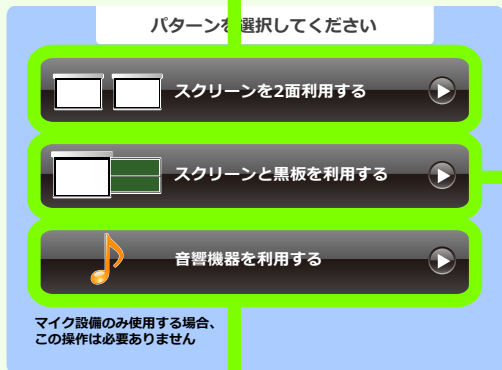 パターンを選択してください
スクリーンを2面利用する
スクリーンと黒板を利用する
音響機器を利用する
マイク設備のみ使用する場合、
この操作は必要ありません